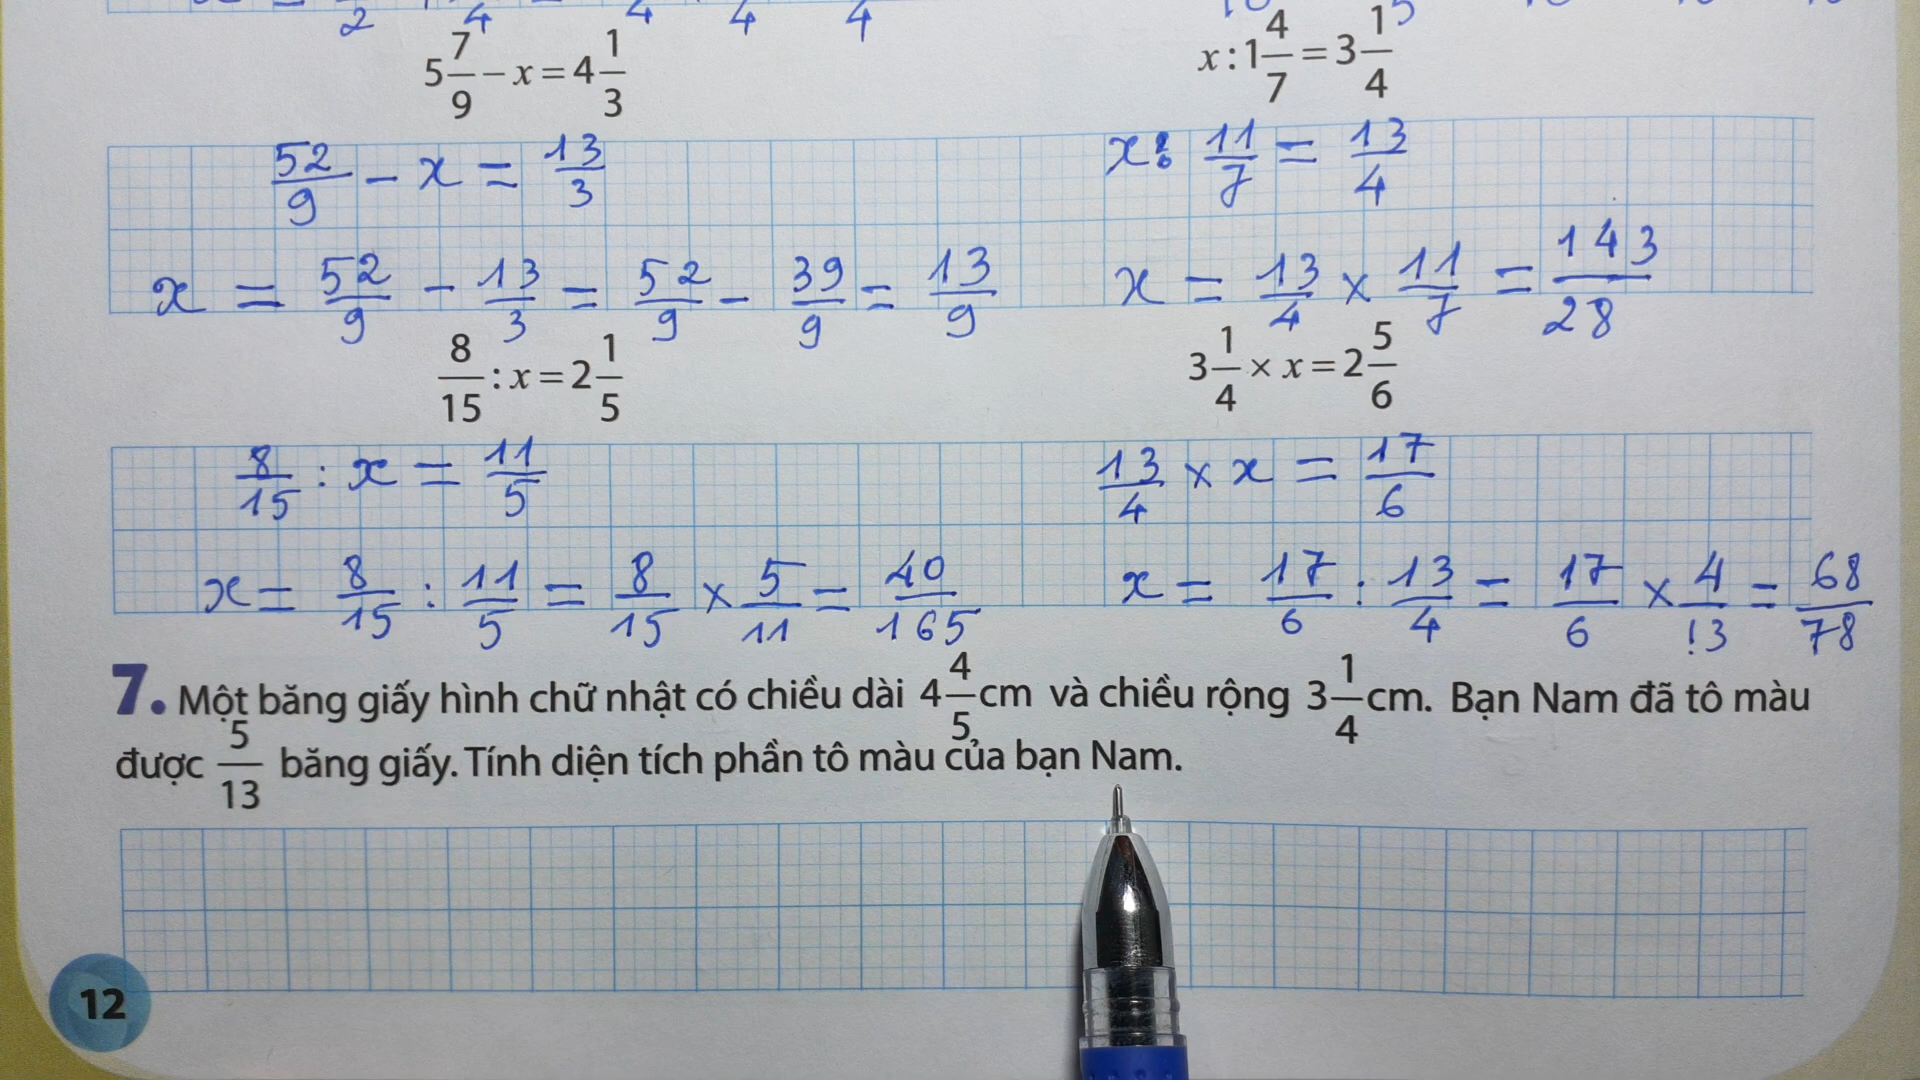 5 7/9 − x = 4 1/3
x : 1 4/7 = 3 1/4
52/9 − x = 13/3
x : 11/7 = 13/4
x = 52/9 − 13/3 = 52/9 − 39/9 = 13/9
x = 13/4 × 11/7 = 143/28
8/15 : x = 2 1/5
3 1/4 × x = 2 5/6
8/15 : x = 11/5
13/4 × x = 17/6
x = 8/15 : 11/5 = 8/15 × 5/11 = 40/165
x = 17/6 : 13/4 = 17/6 × 4/13 = 68/78
7. Một băng giấy hình chữ nhật có chiều dài 4 4/5 cm và chiều rộng 3 1/4 cm. Bạn Nam đã tô màu
được 5/13 băng giấy. Tính diện tích phần tô màu của bạn Nam.
12